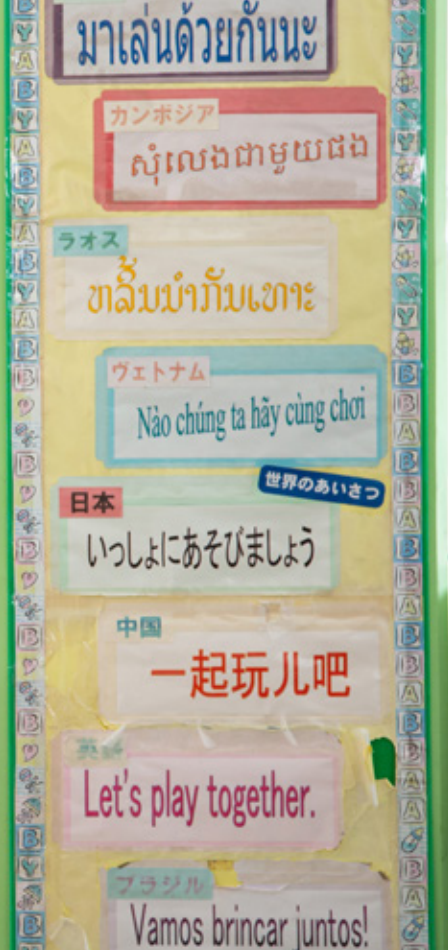 มาเล่นด้วยกันนะ
カンボジア
សុំលេងជាមួយផង
ラオス
ຫລິ້ນນຳກັນເທາະ
ヴェトナム
Nào chúng ta hãy cùng chơi
世界のあいさつ
日本
いっしょにあそびましょう
中国
一起玩儿吧
英語
Let's play together.
ブラジル
Vamos brincar juntos!